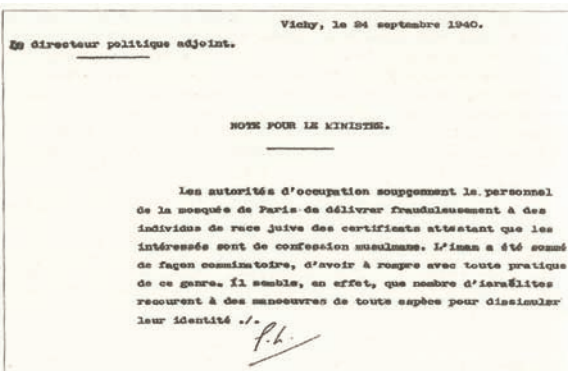 Vichy, le 24 septembre 1940.
Le directeur politique adjoint.
NOTE POUR LE MINISTRE.
Les autorités d'occupation soupçonnent le personnel
de la mosquée de Paris de délivrer frauduleusement à des
individus de race juive des certificats attestant que les
intéressés sont de confession musulmane. L'iman a été sommé
de façon comminatoire, d'avoir à rompre avec toute pratique
de ce genre. Il semble, en effet, que nombre d'israëlites
recourent à des manoeuvres de toute espèce pour dissimuler
leur identité ./.